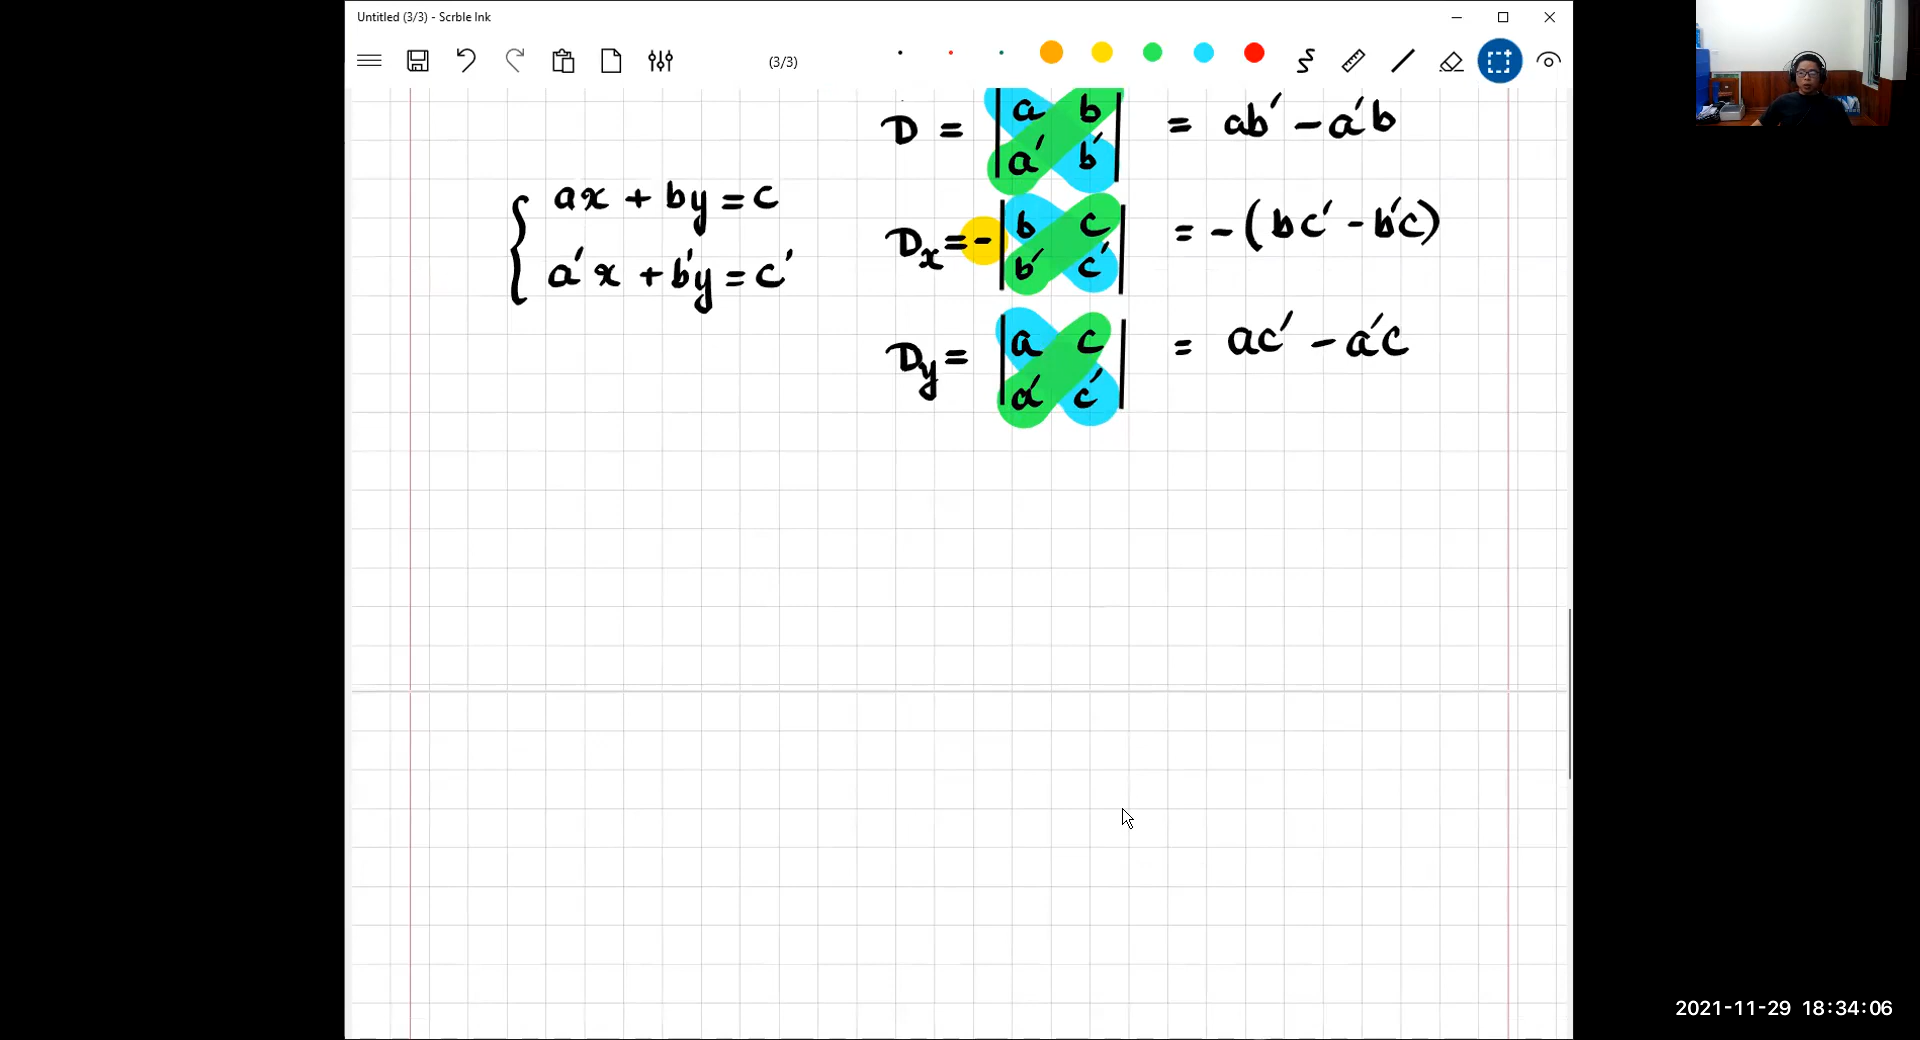 Untitled (3/3) - Scrble Ink
(3/3)
D = | a b | = ab' - a'b
| a' b' |
{ ax + by = c
a'x + b'y = c'
Dx = - | b c | = - (bc' - b'c)
| b' c' |
Dy = | a c | = ac' - a'c
| a' c' |
2021-11-29 18:34:06